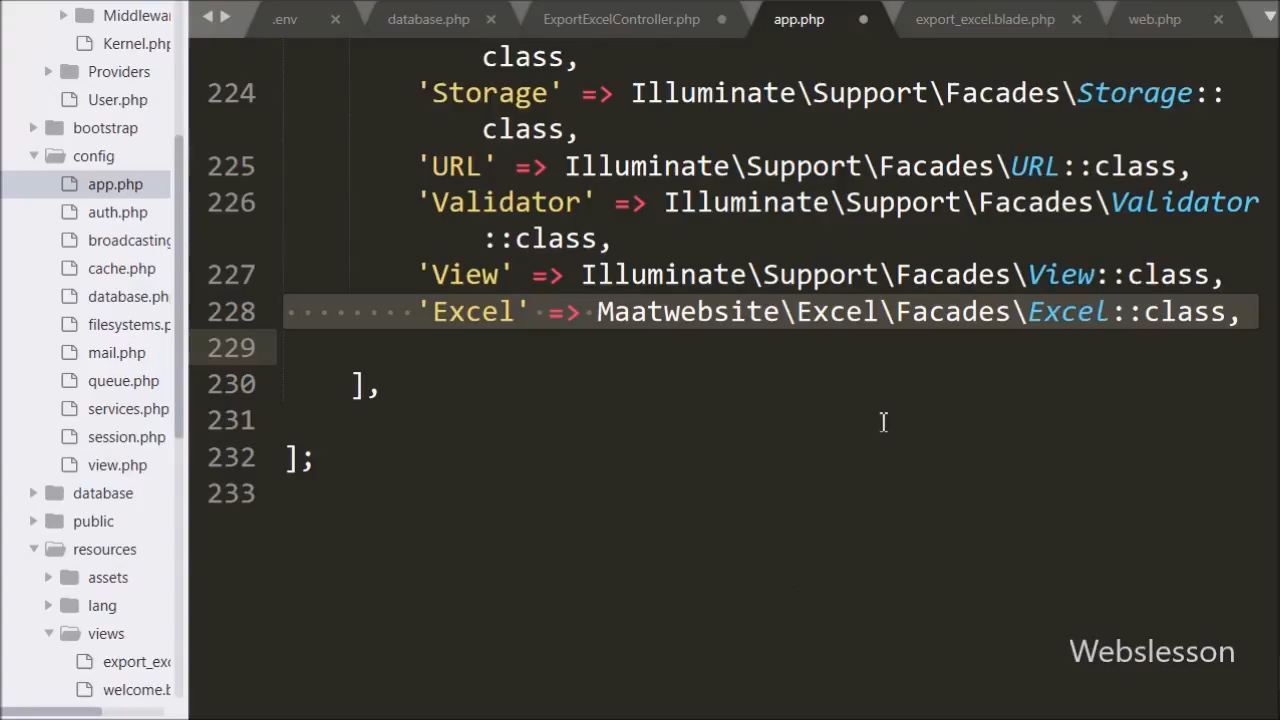 Middlewar
Kernel.php
Providers
User.php
bootstrap
config
app.php
auth.php
broadcasting
cache.php
database.ph
filesystems.p
mail.php
queue.php
services.php
session.php
view.php
database
public
resources
assets
lang
views
export_exc
welcome.b
.env
database.php
ExportExcelController.php
app.php
export_excel.blade.php
web.php
class,
224 'Storage' => Illuminate\Support\Facades\Storage::
class,
225 'URL' => Illuminate\Support\Facades\URL::class,
226 'Validator' => Illuminate\Support\Facades\Validator
::class,
227 'View' => Illuminate\Support\Facades\View::class,
228 'Excel' => Maatwebsite\Excel\Facades\Excel::class,
229
230 ],
231
232 ];
233
Webslesson